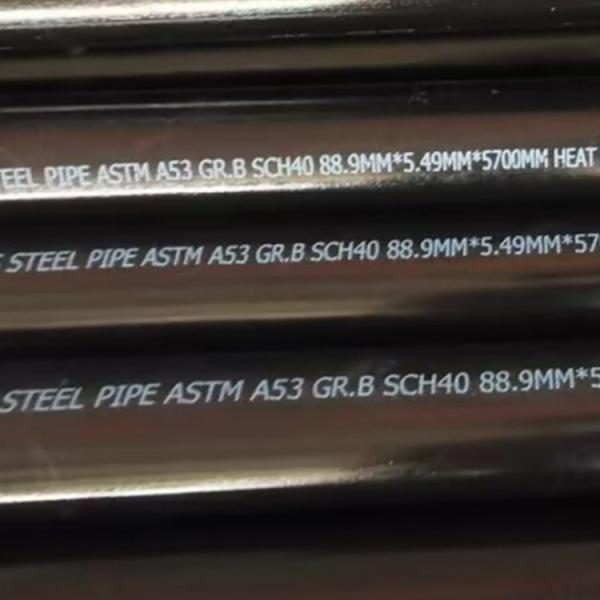 STEEL PIPE ASTM A53 GR.B SCH40 88.9MM*5.49MM*5700MM HEAT
STEEL PIPE ASTM A53 GR.B SCH40 88.9MM*5.49MM*57
STEEL PIPE ASTM A53 GR.B SCH40 88.9MM*5